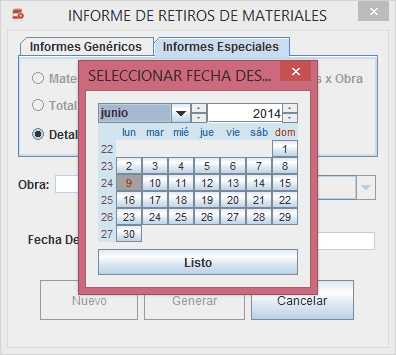 INFORME DE RETIROS DE MATERIALES
Informes Genéricos Informes Especiales
SELECCIONAR FECHA DES...
Mate s x Obra
Total
Detal
junio 2014
lun mar mié jue vie sáb dom
22 1
23 2 3 4 5 6 7 8
24 9 10 11 12 13 14 15
25 16 17 18 19 20 21 22
26 23 24 25 26 27 28 29
27 30
Obra:
Fecha De
Listo
Nuevo Generar Cancelar